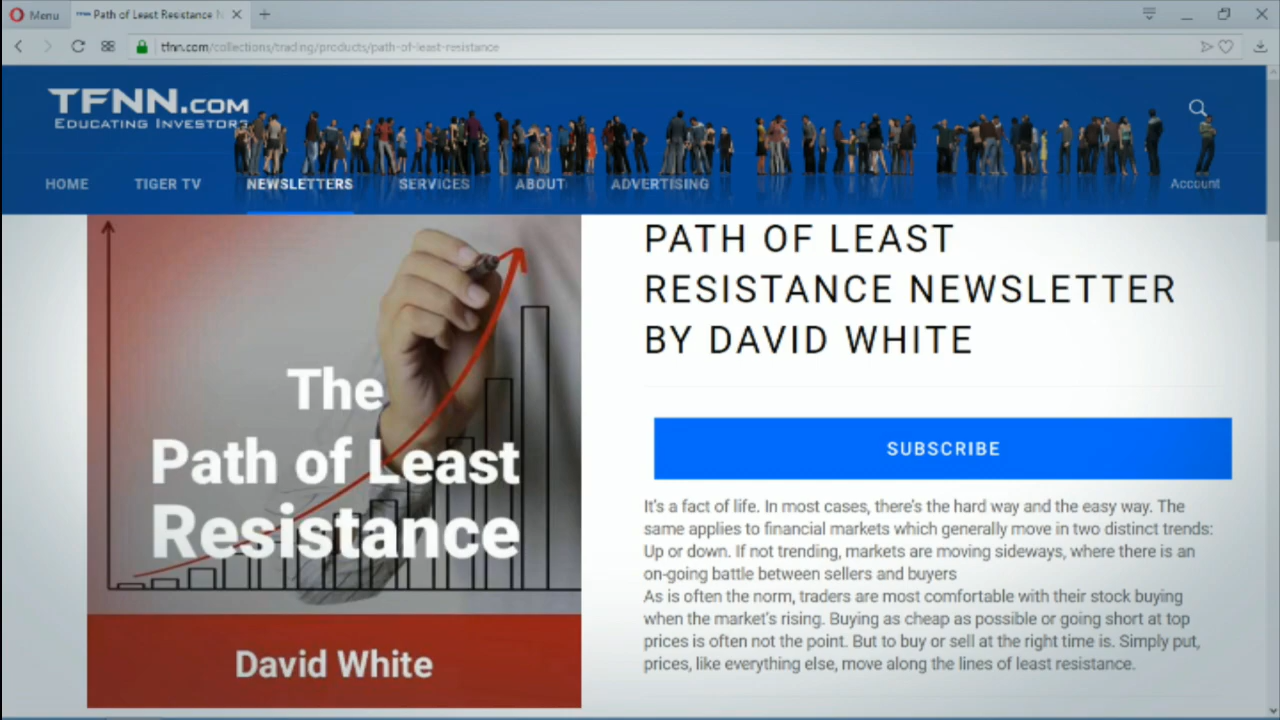 Menu
Path of Least Resistance N
tfnn.com/collections/trading/products/path-of-least-resistance
TFNN.COM
EDUCATING INVESTORS
HOME TIGER TV NEWSLETTERS SERVICES ABOUT ADVERTISING Account
The
Path of Least
Resistance
David White
PATH OF LEAST
RESISTANCE NEWSLETTER
BY DAVID WHITE
SUBSCRIBE
It's a fact of life. In most cases, there's the hard way and the easy way. The
same applies to financial markets which generally move in two distinct trends:
Up or down. If not trending, markets are moving sideways, where there is an
on-going battle between sellers and buyers
As is often the norm, traders are most comfortable with their stock buying
when the market's rising. Buying as cheap as possible or going short at top
prices is often not the point. But to buy or sell at the right time is. Simply put,
prices, like everything else, move along the lines of least resistance.